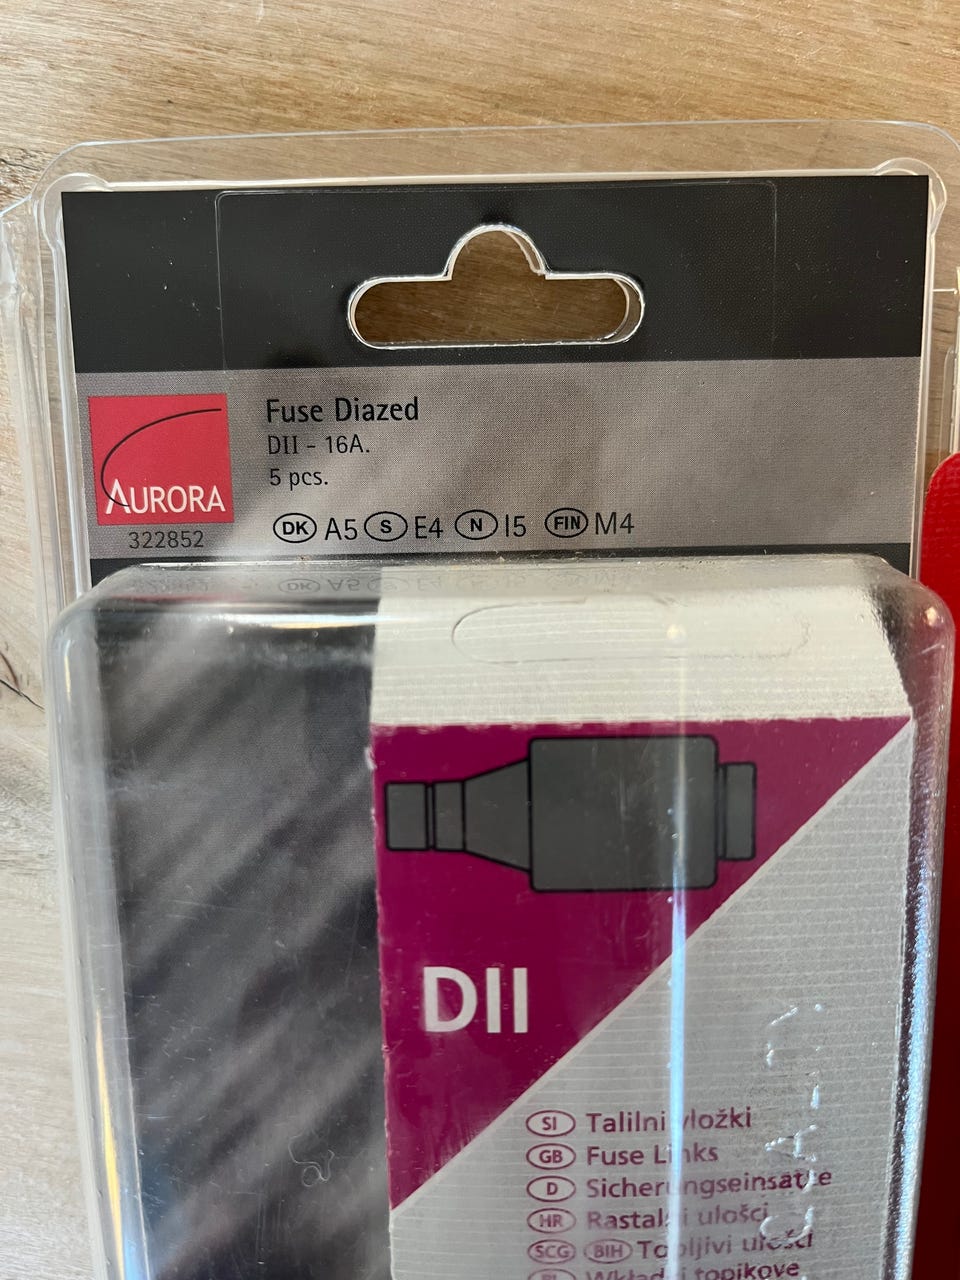 Fuse Diazed
DII - 16A.
5 pcs.
AURORA
322852
DK A5 S E4 N I5 FIN M4
DII
SI Talilni vložki
GB Fuse Links
D Sicherungseinsätze
HR Rastalni ulošci
SCG BIH Topljivi ulošci
topikowe